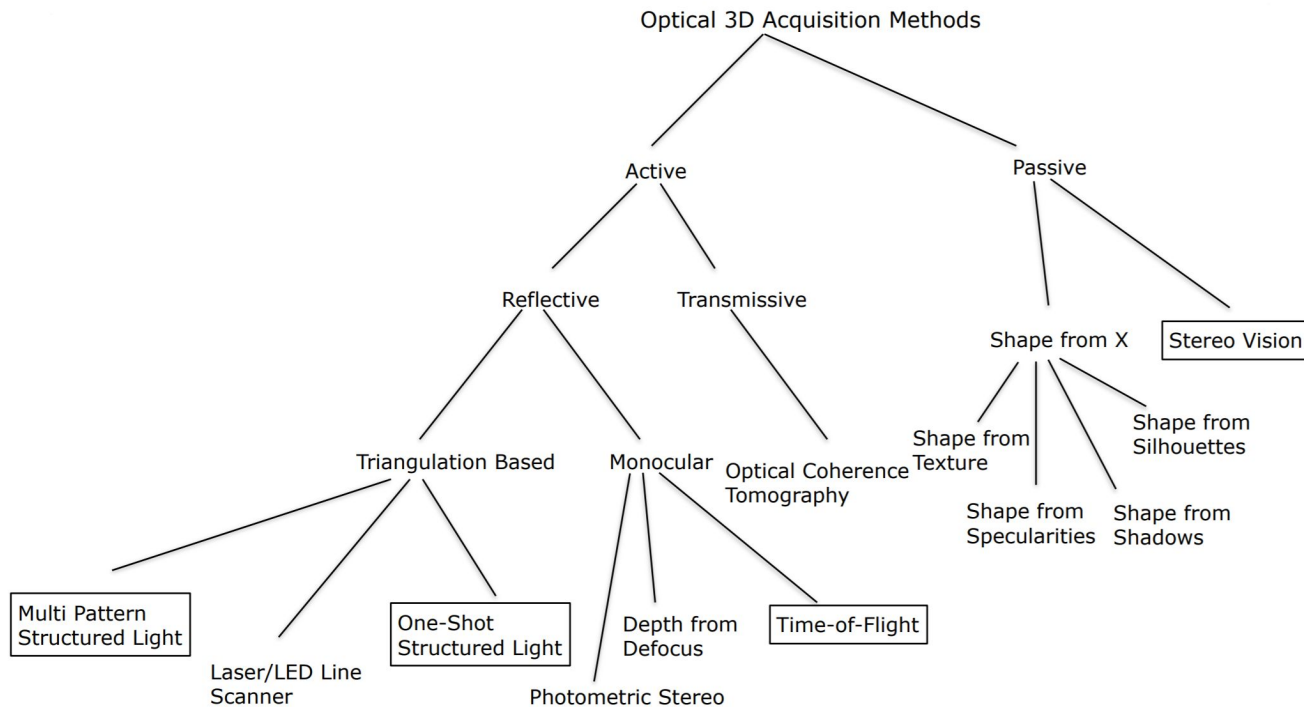 Optical 3D Acquisition Methods
Active
Passive
Reflective
Transmissive
Shape from X
Stereo Vision
Triangulation Based
Monocular
Optical Coherence
Tomography
Shape from
Texture
Shape from
Silhouettes
Shape from
Specularities
Shape from
Shadows
Multi Pattern
Structured Light
Laser/LED Line
Scanner
One-Shot
Structured Light
Photometric Stereo
Depth from
Defocus
Time-of-Flight